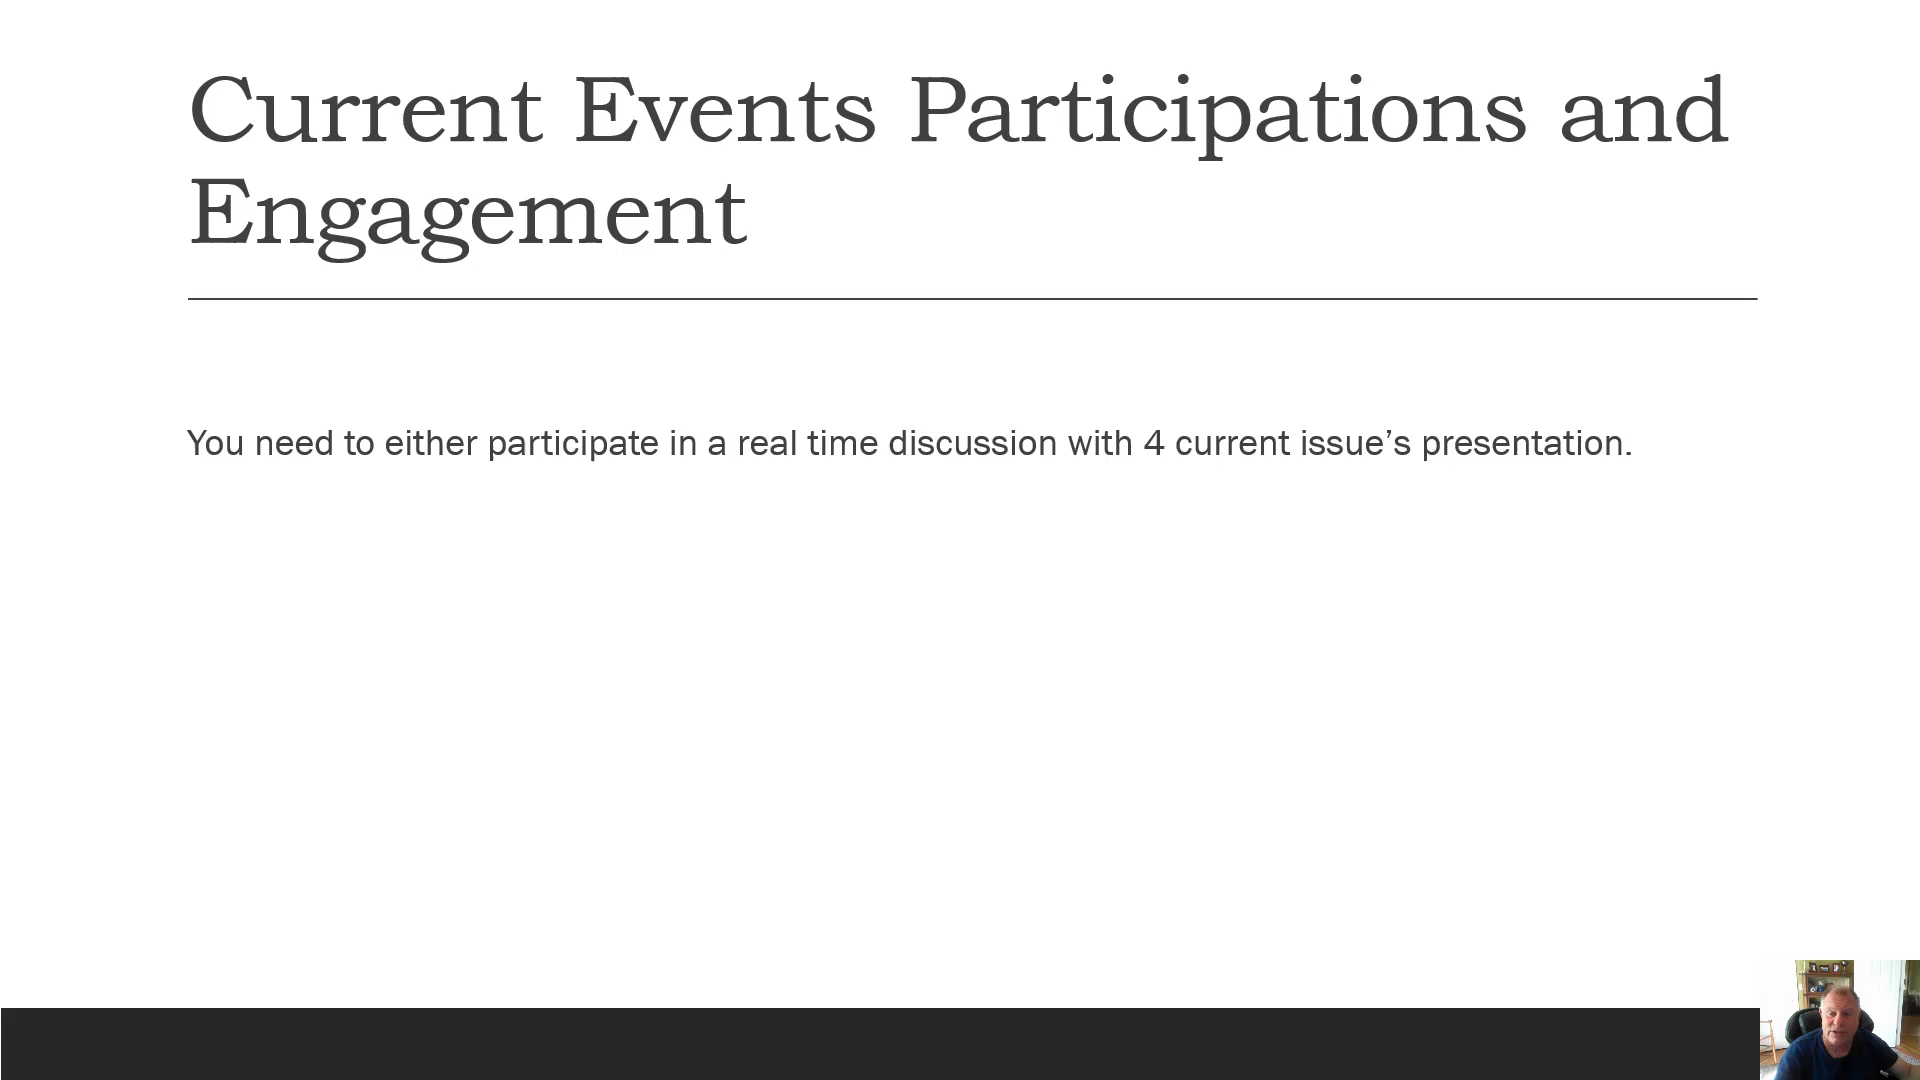 Current Events Participations and
Engagement
You need to either participate in a real time discussion with 4 current issue’s presentation.